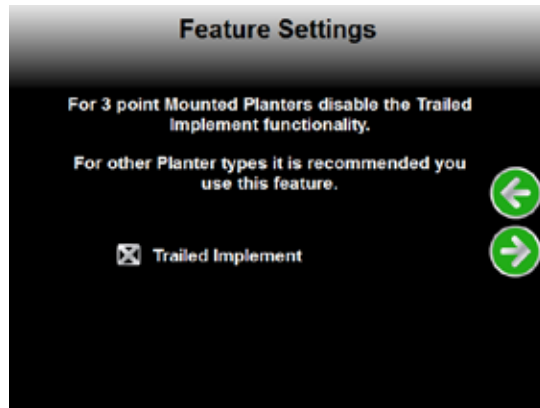 Feature Settings
For 3 point Mounted Planters disable the Trailed
Implement functionality.
For other Planter types it is recommended you
use this feature.
Trailed Implement